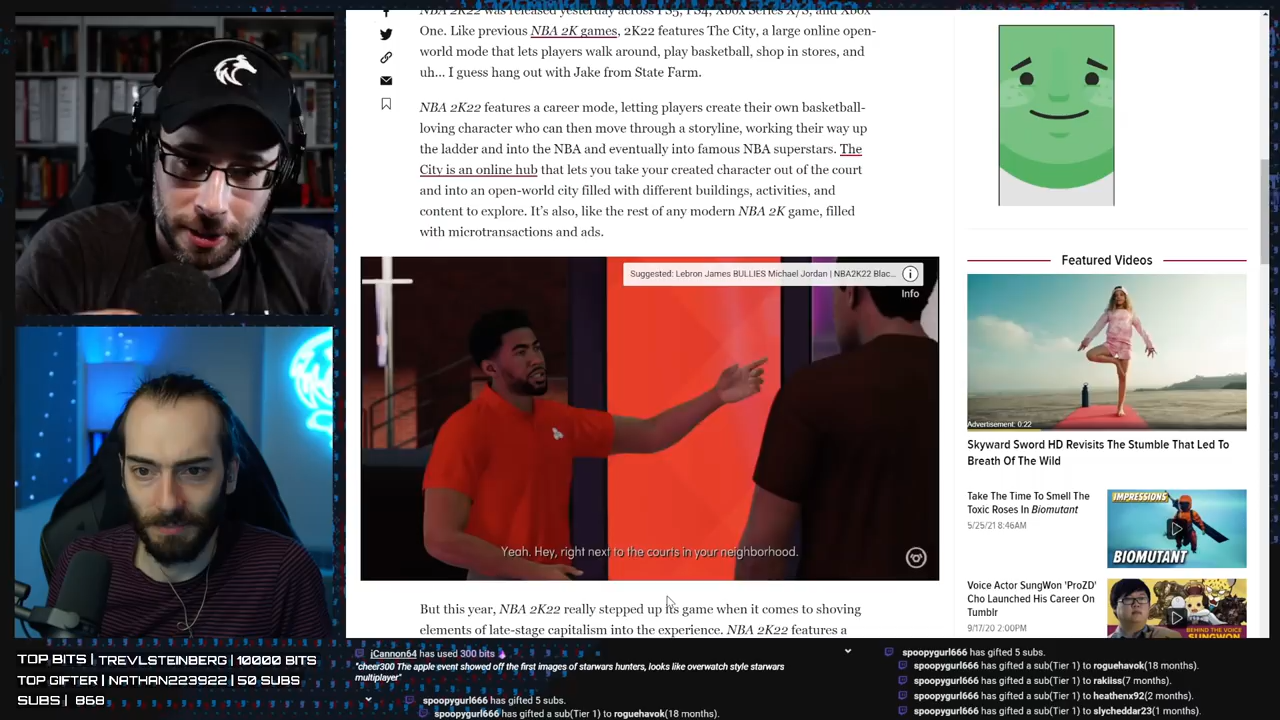 NBA 2K22 was released yesterday across PS5, PS4, Xbox Series X/S, and Xbox
One. Like previous NBA 2K games, 2K22 features The City, a large online open-
world mode that lets players walk around, play basketball, shop in stores, and
uh... I guess hang out with Jake from State Farm.
NBA 2K22 features a career mode, letting players create their own basketball-
loving character who can then move through a storyline, working their way up
the ladder and into the NBA and eventually into famous NBA superstars. The
City is an online hub that lets you take your created character out of the court
and into an open-world city filled with different buildings, activities, and
content to explore. It's also, like the rest of any modern NBA 2K game, filled
with microtransactions and ads.
Suggested: Lebron James BULLIES Michael Jordan | NBA2K22 Blac...
Info
Yeah. Hey, right next to the courts in your neighborhood.
But this year, NBA 2K22 really stepped up its game when it comes to shoving
elements of late-stage capitalism into the experience. NBA 2K22 features a
Featured Videos
Advertisement: 0:22
Skyward Sword HD Revisits The Stumble That Led To
Breath Of The Wild
Take The Time To Smell The
Toxic Roses In Biomutant
5/25/21 8:46AM
IMPRESSIONS
BIOMUTANT
Voice Actor SungWon 'ProZD'
Cho Launched His Career On
Tumblr
9/17/20 2:00PM
BEHIND THE VOICE
SUNGWON
TOP BITS | TREVLSTEINBERG | 10000 BITS
TOP GIFTER | NATHAN223922 | 50 SUBS
SUBS | 868
jCannon64 has used 300 bits
"cheer300 The apple event showed off the first images of starwars hunters, looks like overwatch style starwars
multiplayer"
spoopygurl666 has gifted 5 subs.
spoopygurl666 has gifted a sub(Tier 1) to roguehavok(18 months).
spoopygurl666 has gifted 5 subs.
spoopygurl666 has gifted a sub(Tier 1) to roguehavok(18 months).
spoopygurl666 has gifted a sub(Tier 1) to rakiiss(7 months).
spoopygurl666 has gifted a sub(Tier 1) to heathenx92(2 months).
spoopygurl666 has gifted a sub(Tier 1) to slycheddar23(1 months).